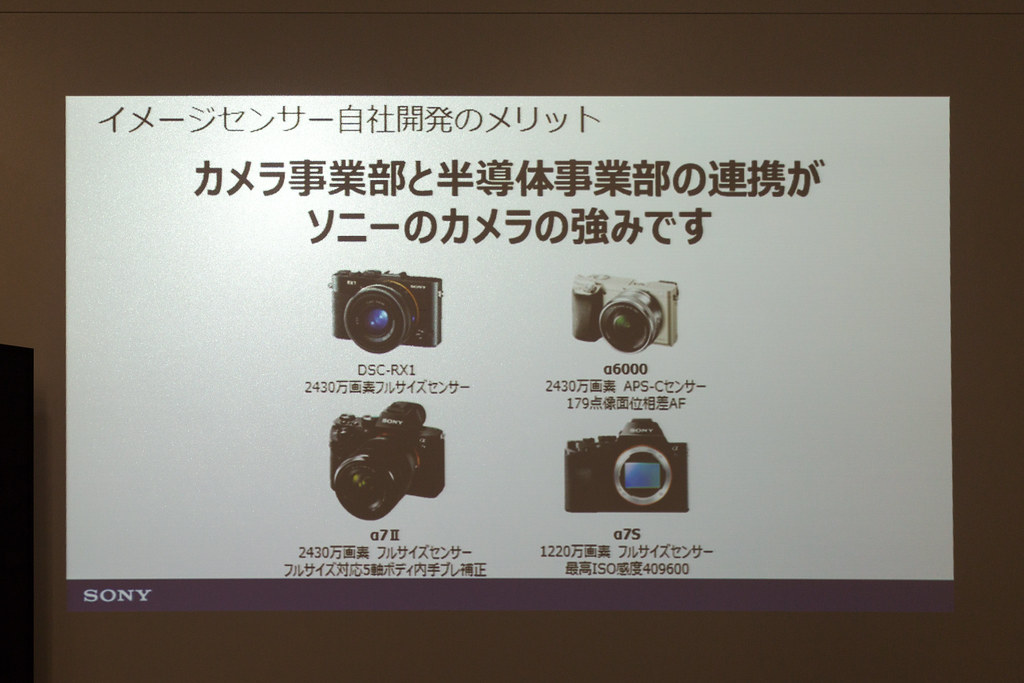 イメージセンサー自社開発のメリット
カメラ事業部と半導体事業部の連携が
ソニーのカメラの強みです
RX1
SONY
DSC-RX1
2430万画素フルサイズセンサー
α6000
2430万画素 APS-Cセンサー
179点像面位相差AF
SONY
α7Ⅱ
2430万画素 フルサイズセンサー
フルサイズ対応5軸ボディ内手ブレ補正
SONY
α7S
1220万画素 フルサイズセンサー
最高ISO感度409600
SONY